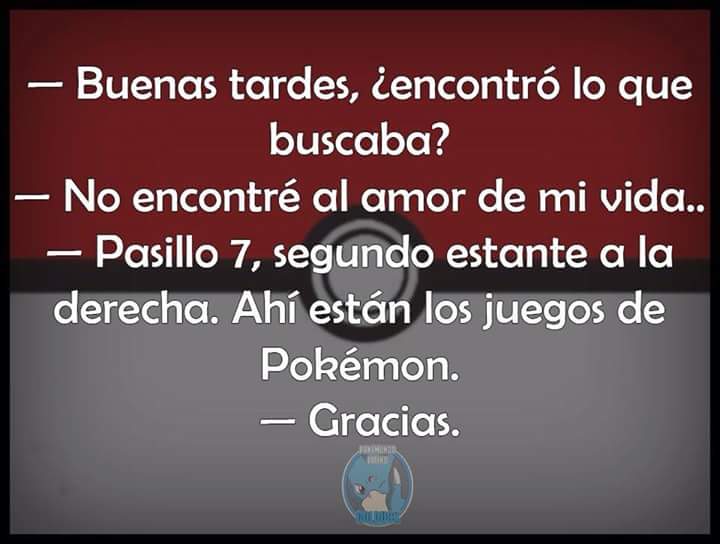 — Buenas tardes, ¿encontró lo que
buscaba?
— No encontré al amor de mi vida..
— Pasillo 7, segundo estante a la
derecha. Ahí están los juegos de
Pokémon.
— Gracias.